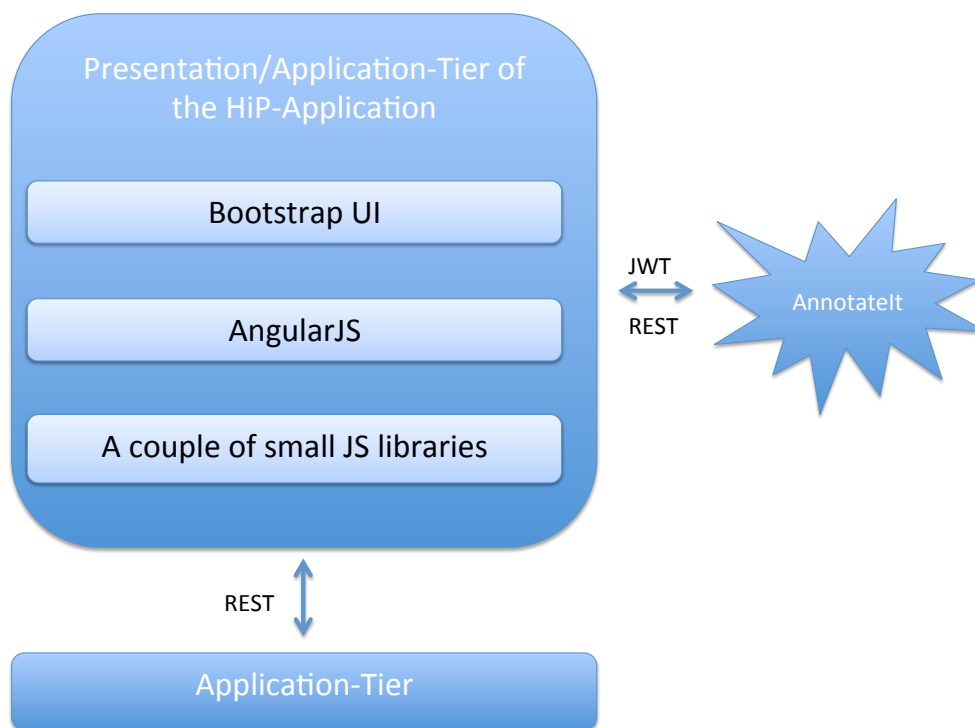 Presentation/Application-Tier of
the HiP-Application
Bootstrap UI
AngularJS
A couple of small JS libraries
JWT
REST
AnnotateIt
REST
Application-Tier